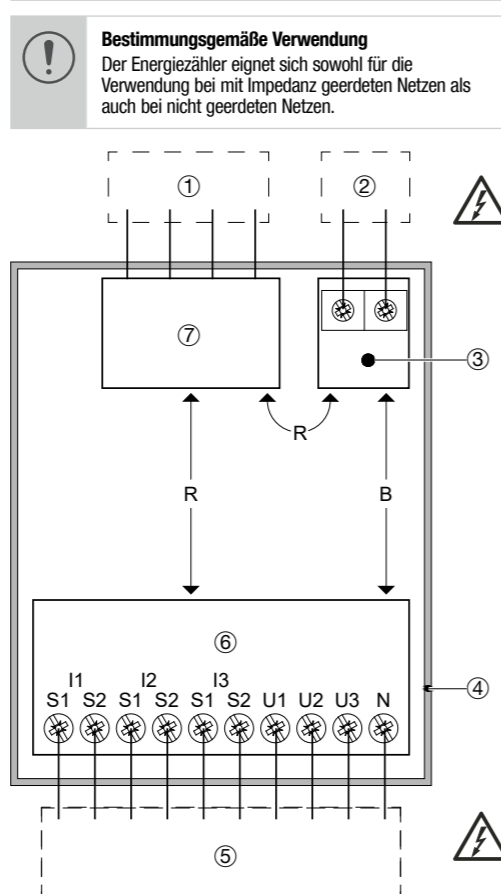 Bestimmungsgemäße Verwendung
Der Energiezähler eignet sich sowohl für die
Verwendung bei mit Impedanz geerdeten Netzen als
auch bei nicht geerdeten Netzen.
① ②
⑦
③
R
R B
⑥
I1 I2 I3
S1 S2 S1 S2 S1 S2 U1 U2 U3 N
④
⑤